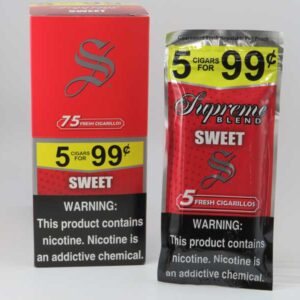 S
75 FRESH CIGARILLOS
5 CIGARS FOR 99¢
SWEET
WARNING:
This product contains
nicotine. Nicotine is
an addictive chemical.
5 CIGARS FOR 99¢
Supreme
BLEND
SWEET
S
5 FRESH CIGARILLOS
WARNING:
This product contains
nicotine. Nicotine is
an addictive chemical.